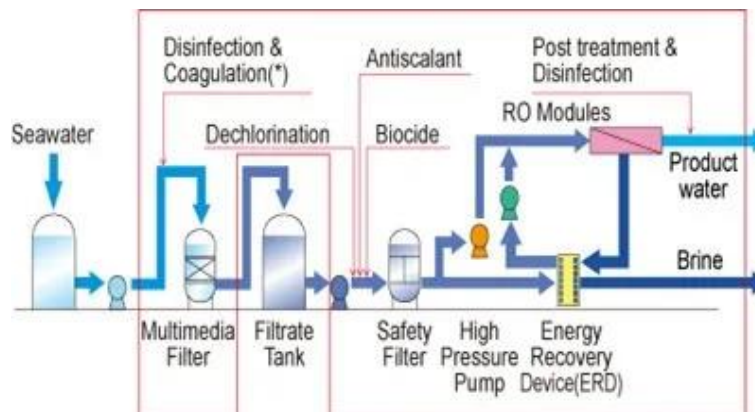 Disinfection &
Coagulation(*)
Antiscalant
Post treatment &
Disinfection
RO Modules
Seawater
Dechlorination
Biocide
Product
water
Brine
Multimedia
Filter
Filtrate
Tank
Safety
Filter
High
Pressure
Pump
Energy
Recovery
Device(ERD)